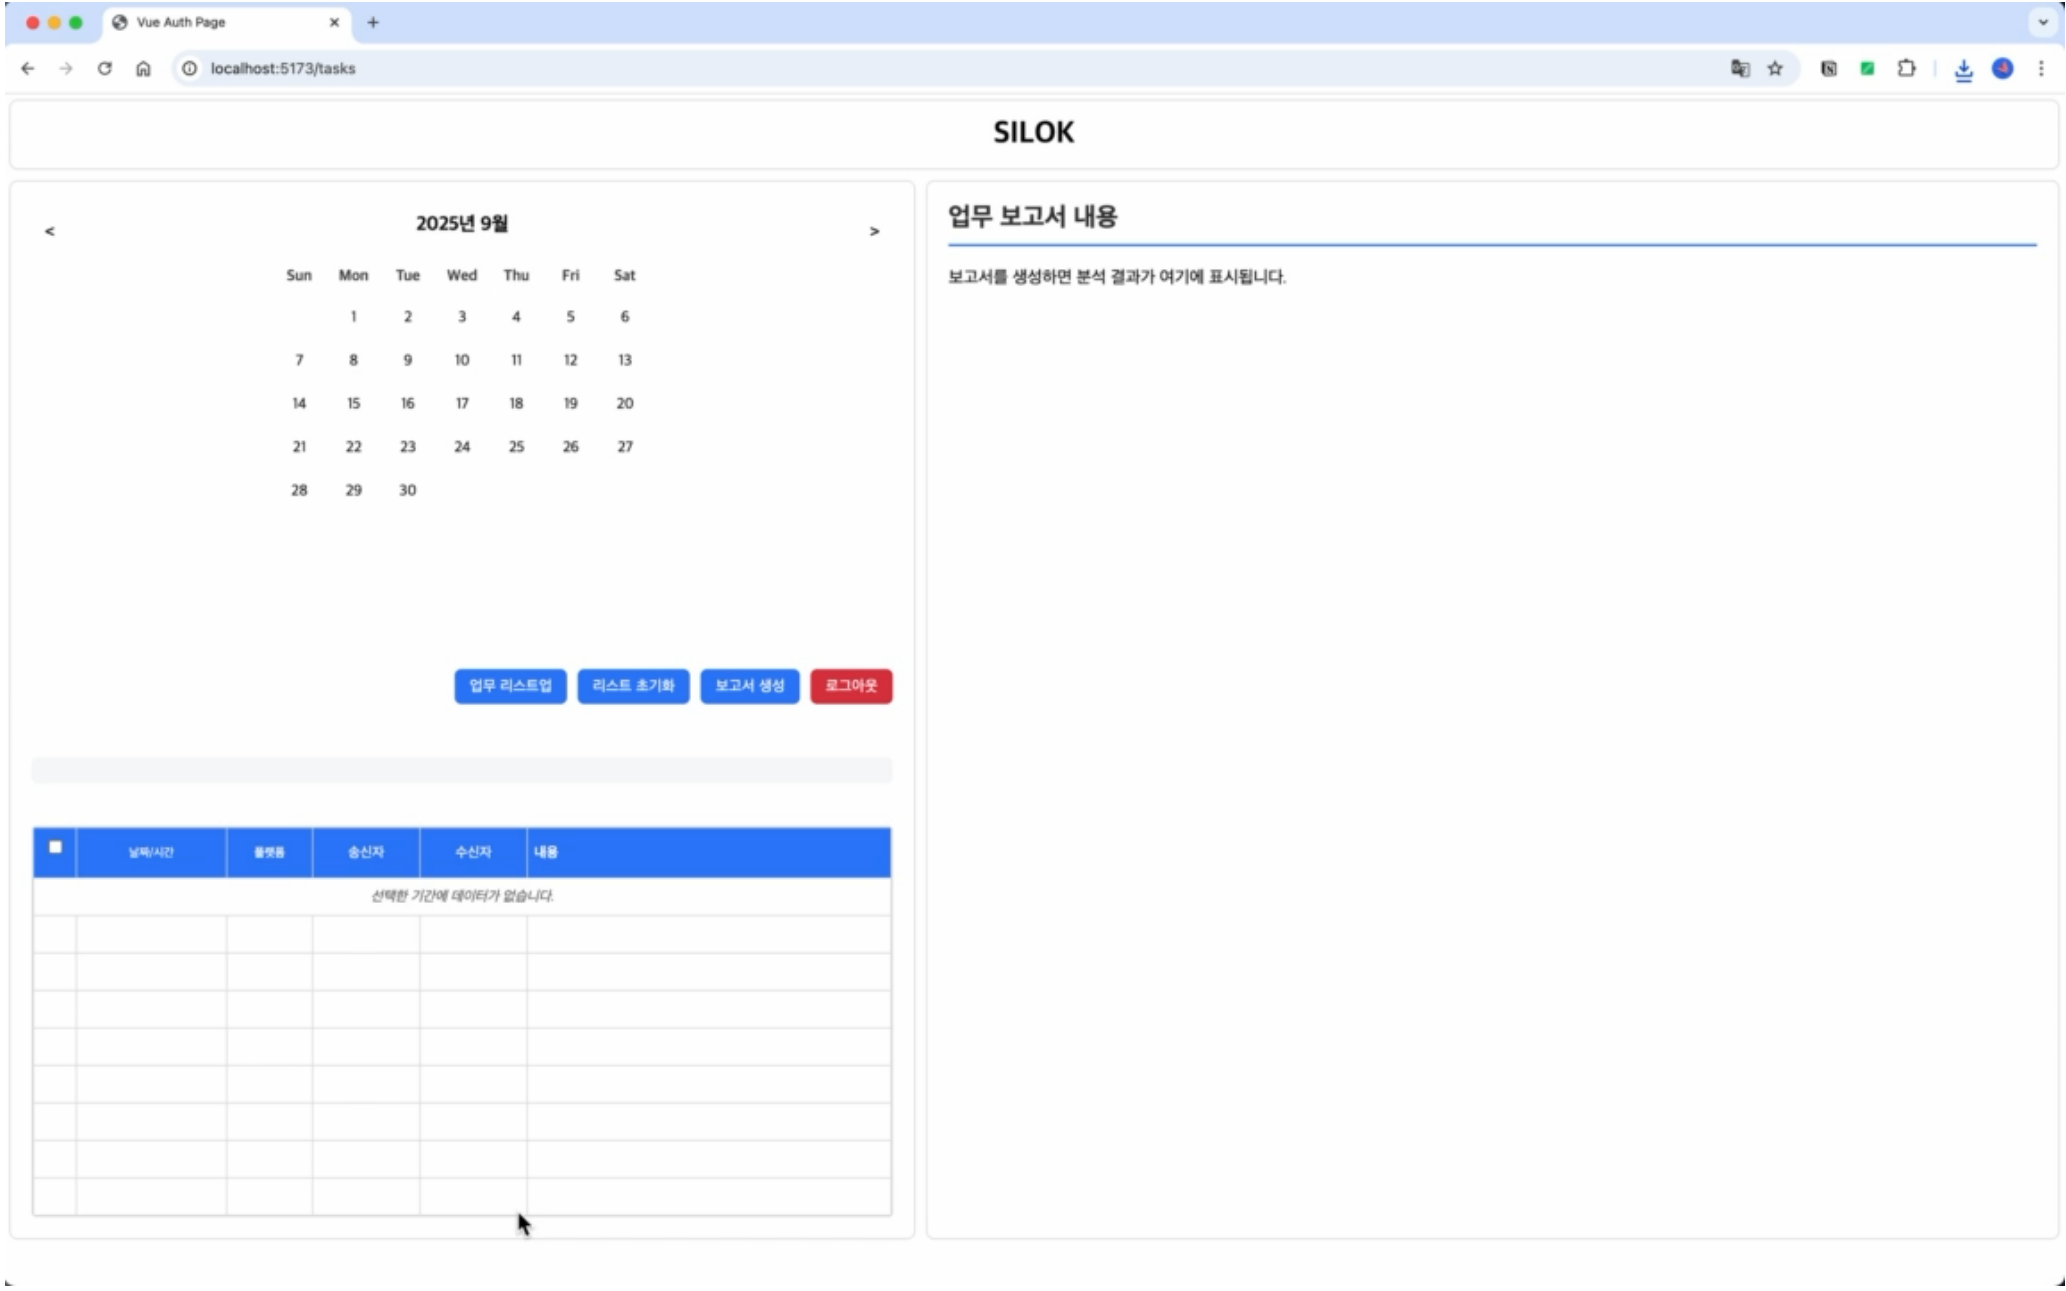 Vue Auth Page
localhost:5173/tasks
SILOK
< 2025년 9월 >
Sun Mon Tue Wed Thu Fri Sat
1 2 3 4 5 6
7 8 9 10 11 12 13
14 15 16 17 18 19 20
21 22 23 24 25 26 27
28 29 30
업무 리스트업 리스트 초기화 보고서 생성 로그아웃
날짜/시간 플랫폼 송신자 수신자 내용
선택한 기간에 데이터가 없습니다.
업무 보고서 내용
보고서를 생성하면 분석 결과가 여기에 표시됩니다.